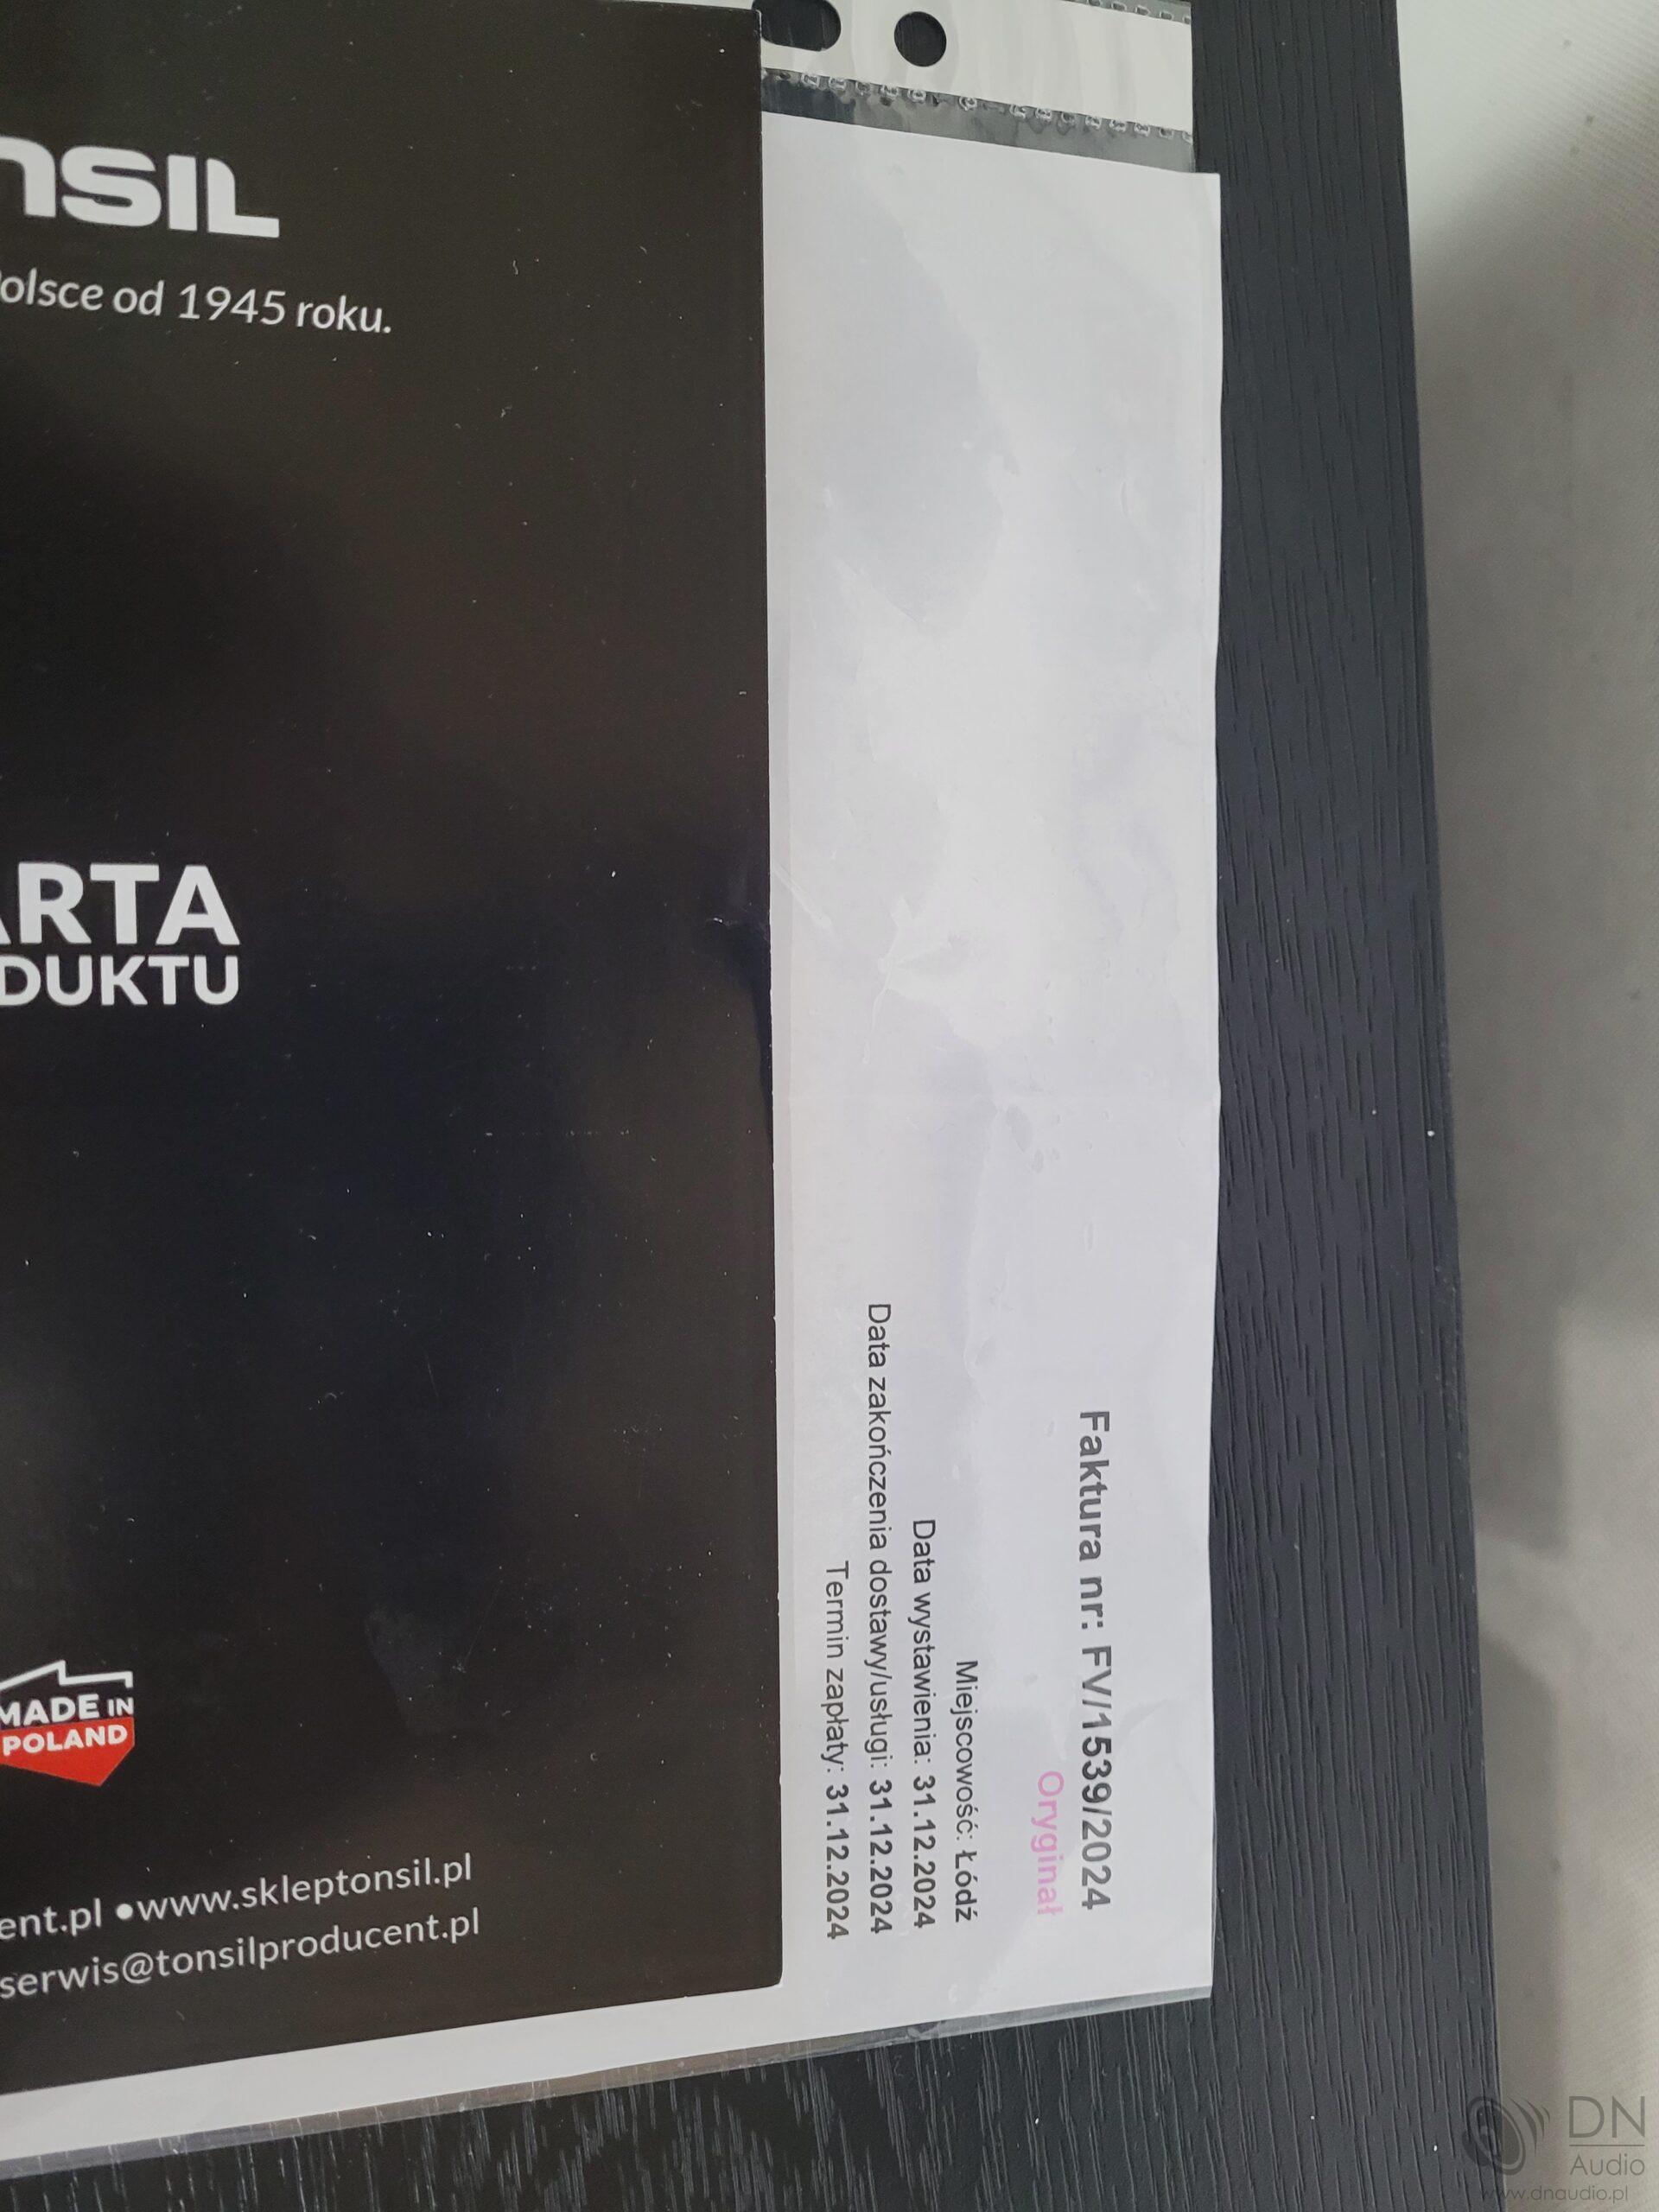 NSIL
olsce od 1945 roku.
ARTA
DUKTU
MADE IN
POLAND
ent.pl •www.skleptonsil.pl
serwis@tonsilproducent.pl
Faktura nr: FV/1539/2024
Oryginał
Miejscowość: Łódź
Data wystawienia: 31.12.2024
Data zakończenia dostawy/usługi: 31.12.2024
Termin zapłaty: 31.12.2024
DN
Audio
www.dnaudio.pl